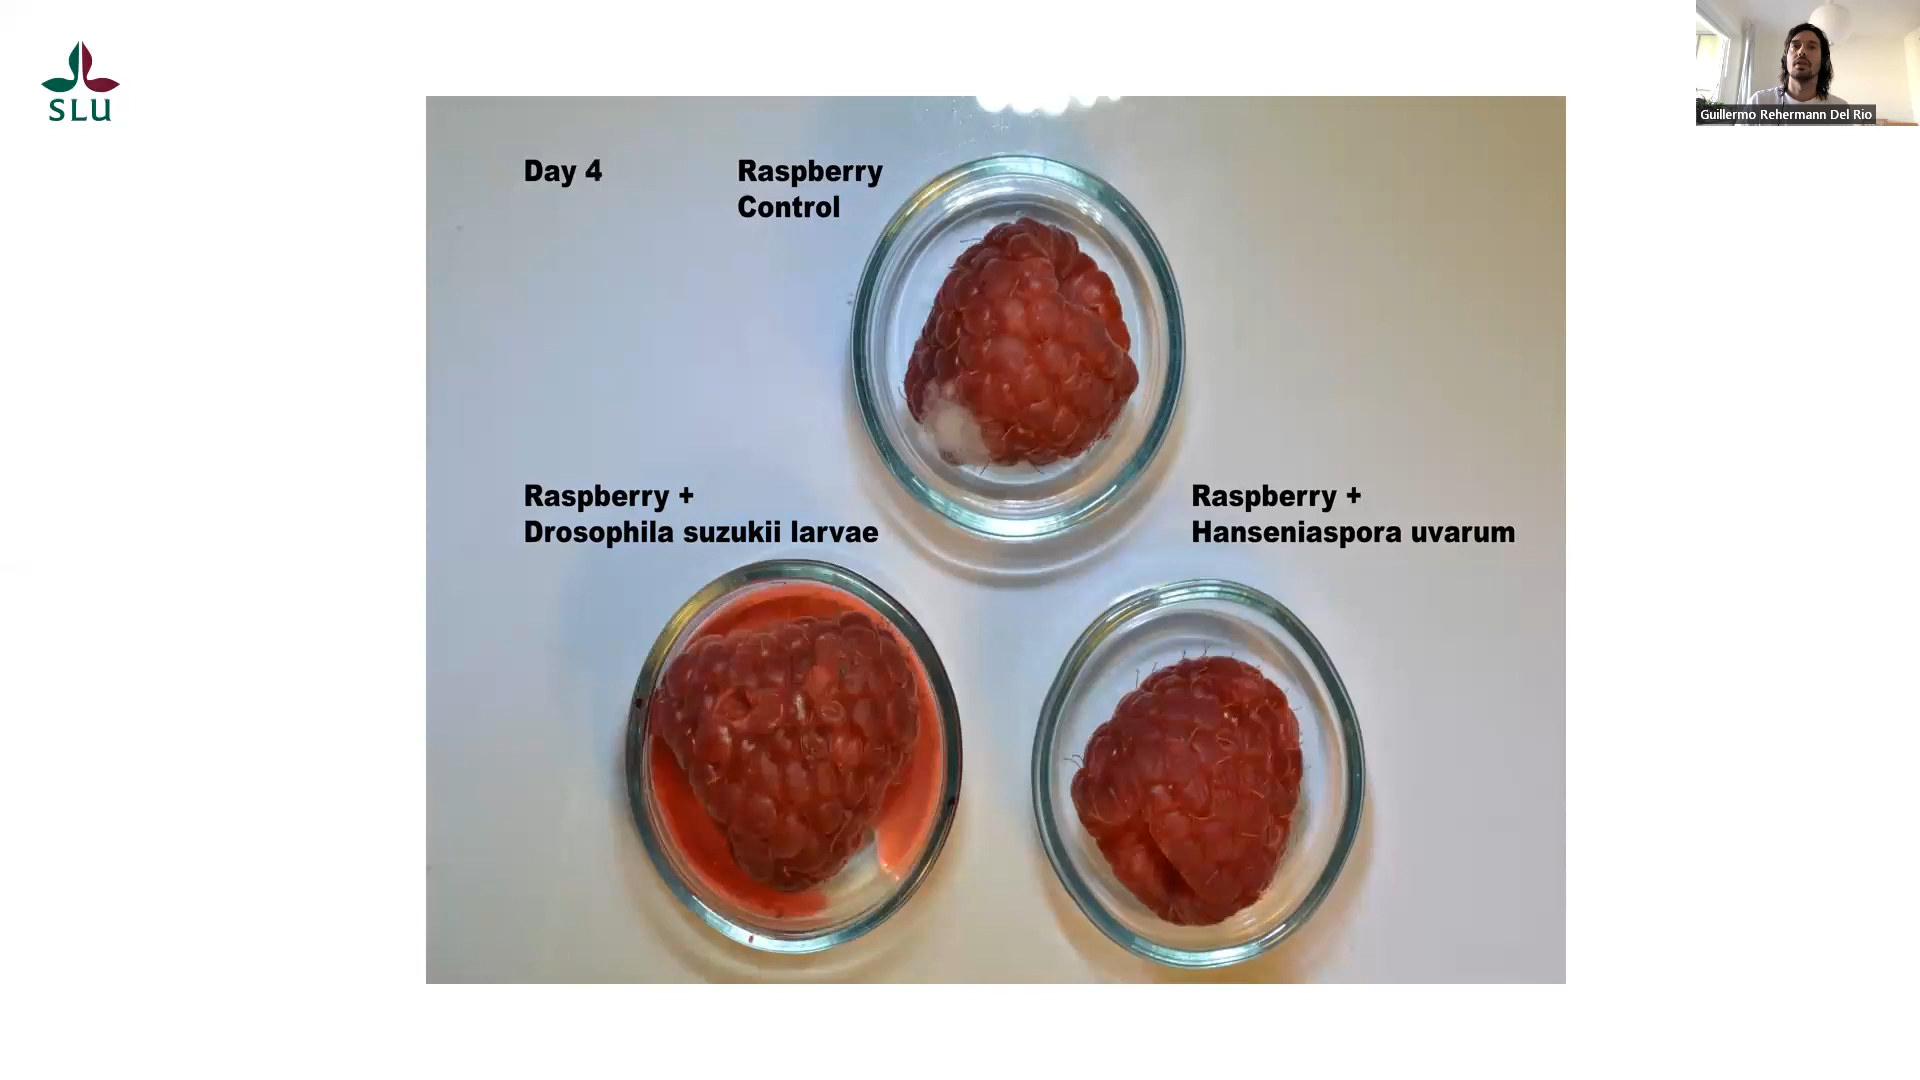 SLU
Guillermo Rehermann Del Rio
Day 4
Raspberry
Control
Raspberry +
Drosophila suzukii larvae
Raspberry +
Hanseniaspora uvarum